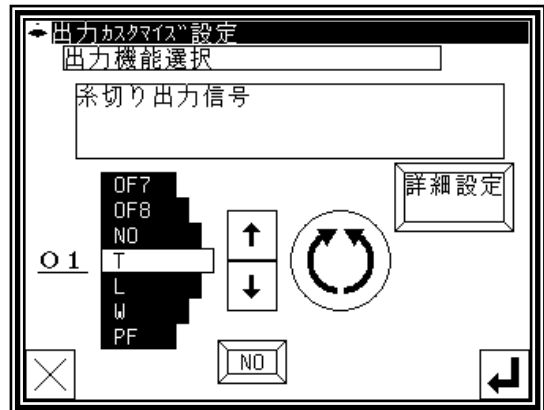 出力ｶｽﾀﾏｲｽﾞ設定
出力機能選択
糸切り出力信号
詳細設定
OF7
OF8
NO
O1
T
L
W
PF
↑
↓
NO